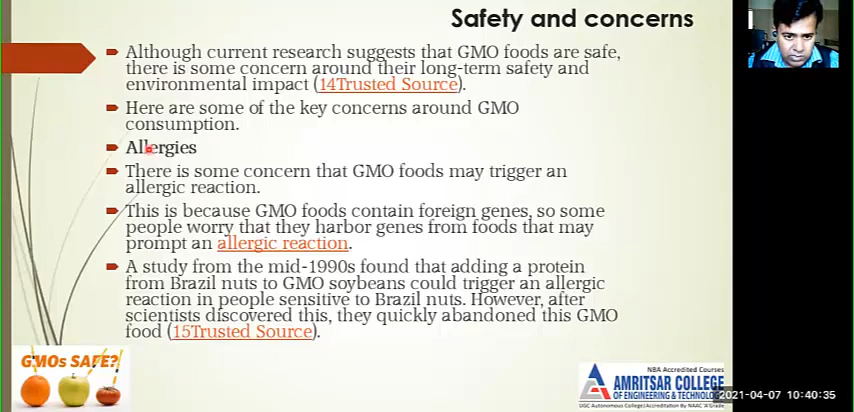 Safety and concerns
Although current research suggests that GMO foods are safe,
there is some concern around their long-term safety and
environmental impact (14Trusted Source).
Here are some of the key concerns around GMO
consumption.
Allergies
There is some concern that GMO foods may trigger an
allergic reaction.
This is because GMO foods contain foreign genes, so some
people worry that they harbor genes from foods that may
prompt an allergic reaction.
A study from the mid-1990s found that adding a protein
from Brazil nuts to GMO soybeans could trigger an allergic
reaction in people sensitive to Brazil nuts. However, after
scientists discovered this, they quickly abandoned this GMO
food (15Trusted Source).
GMOs SAFE?
NBA Accredited Courses
AMRITSAR COLLEGE
OF ENGINEERING & TECHNOLO
UGC Autonomous College|Accreditation By NAAC 'A' Grade
2021-04-07 10:40:35